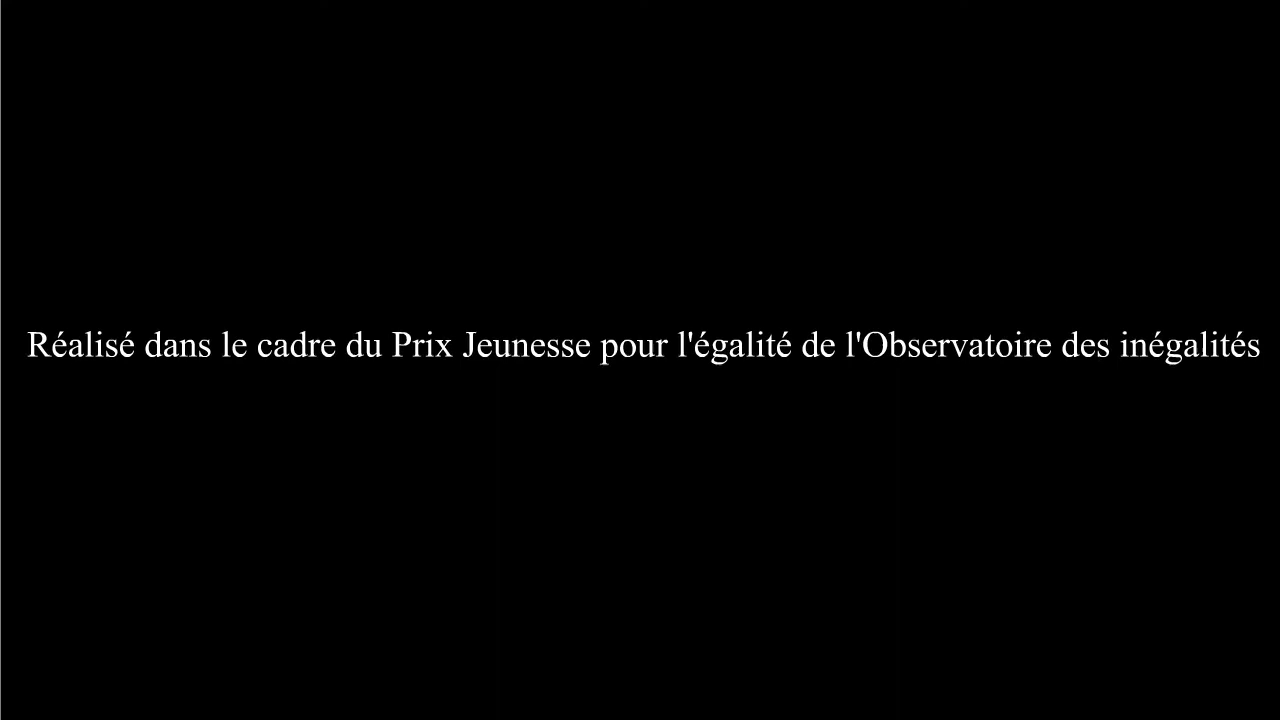 Réalisé dans le cadre du Prix Jeunesse pour l'égalité de l'Observatoire des inégalités